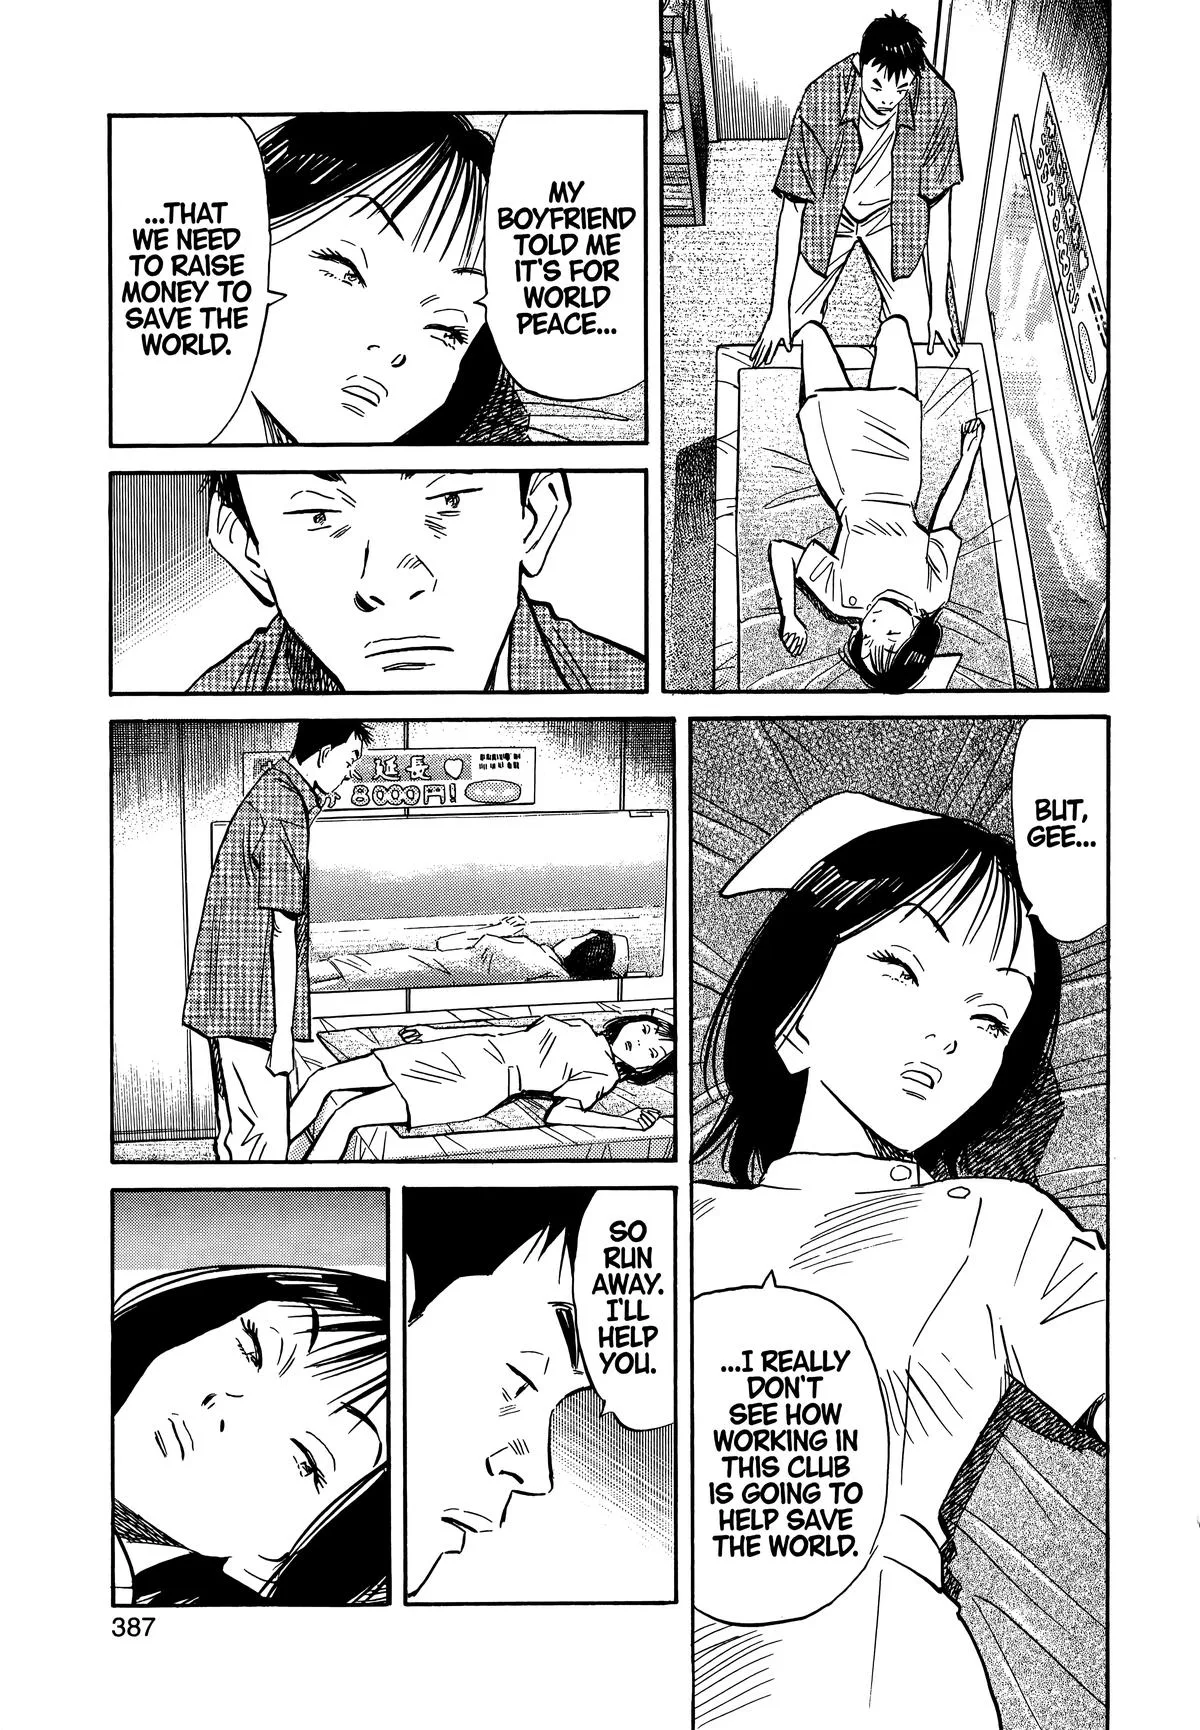 MY
BOYFRIEND
TOLD ME
IT'S FOR
WORLD
PEACE...
...THAT
WE NEED
TO RAISE
MONEY TO
SAVE THE
WORLD.
BUT,
GEE...
...I REALLY
DON'T
SEE HOW
WORKING IN
THIS CLUB
IS GOING TO
HELP SAVE
THE WORLD.
延長♡
8000円!
SO
RUN
AWAY.
I'LL
HELP
YOU.
387